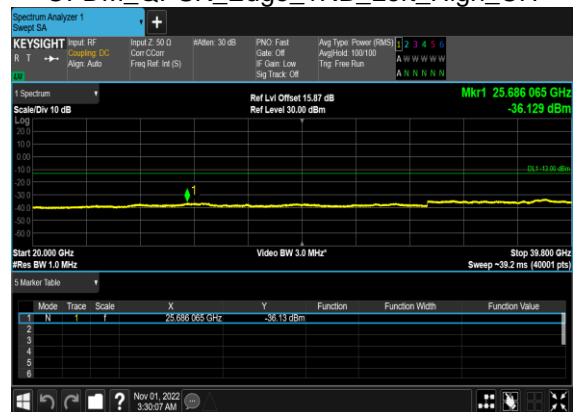 Spectrum Analyzer 1
Swept SA
+
KEYSIGHT Input: RF Input Z: 50 Ω #Atten: 30 dB PNO: Fast Avg Type: Power (RMS) 1 2 3 4 5 6
R T Coupling: DC Corr CCorr Gate: Off Avg|Hold: 100/100 A W W W W W
Align: Auto Freq Ref: Int (S) IF Gain: Low Trig: Free Run
LU Sig Track: Off A N N N N N
1 Spectrum Ref Lvl Offset 15.87 dB Mkr1 25.686 065 GHz
Scale/Div 10 dB Ref Level 30.00 dBm -36.129 dBm
Log
20.0
10.0
0.00
-10.0 DL1 -13.00 dBm
-20.0
-30.0 1
-40.0
-50.0
-60.0
Start 20.000 GHz Video BW 3.0 MHz* Stop 39.800 GHz
#Res BW 1.0 MHz Sweep ~39.2 ms (40001 pts)
5 Marker Table
Mode Trace Scale X Y Function Function Width Function Value
1 N 1 f 25.686 065 GHz -36.13 dBm
2
3
4
5
6
? Nov 01, 2022
3:30:07 AM